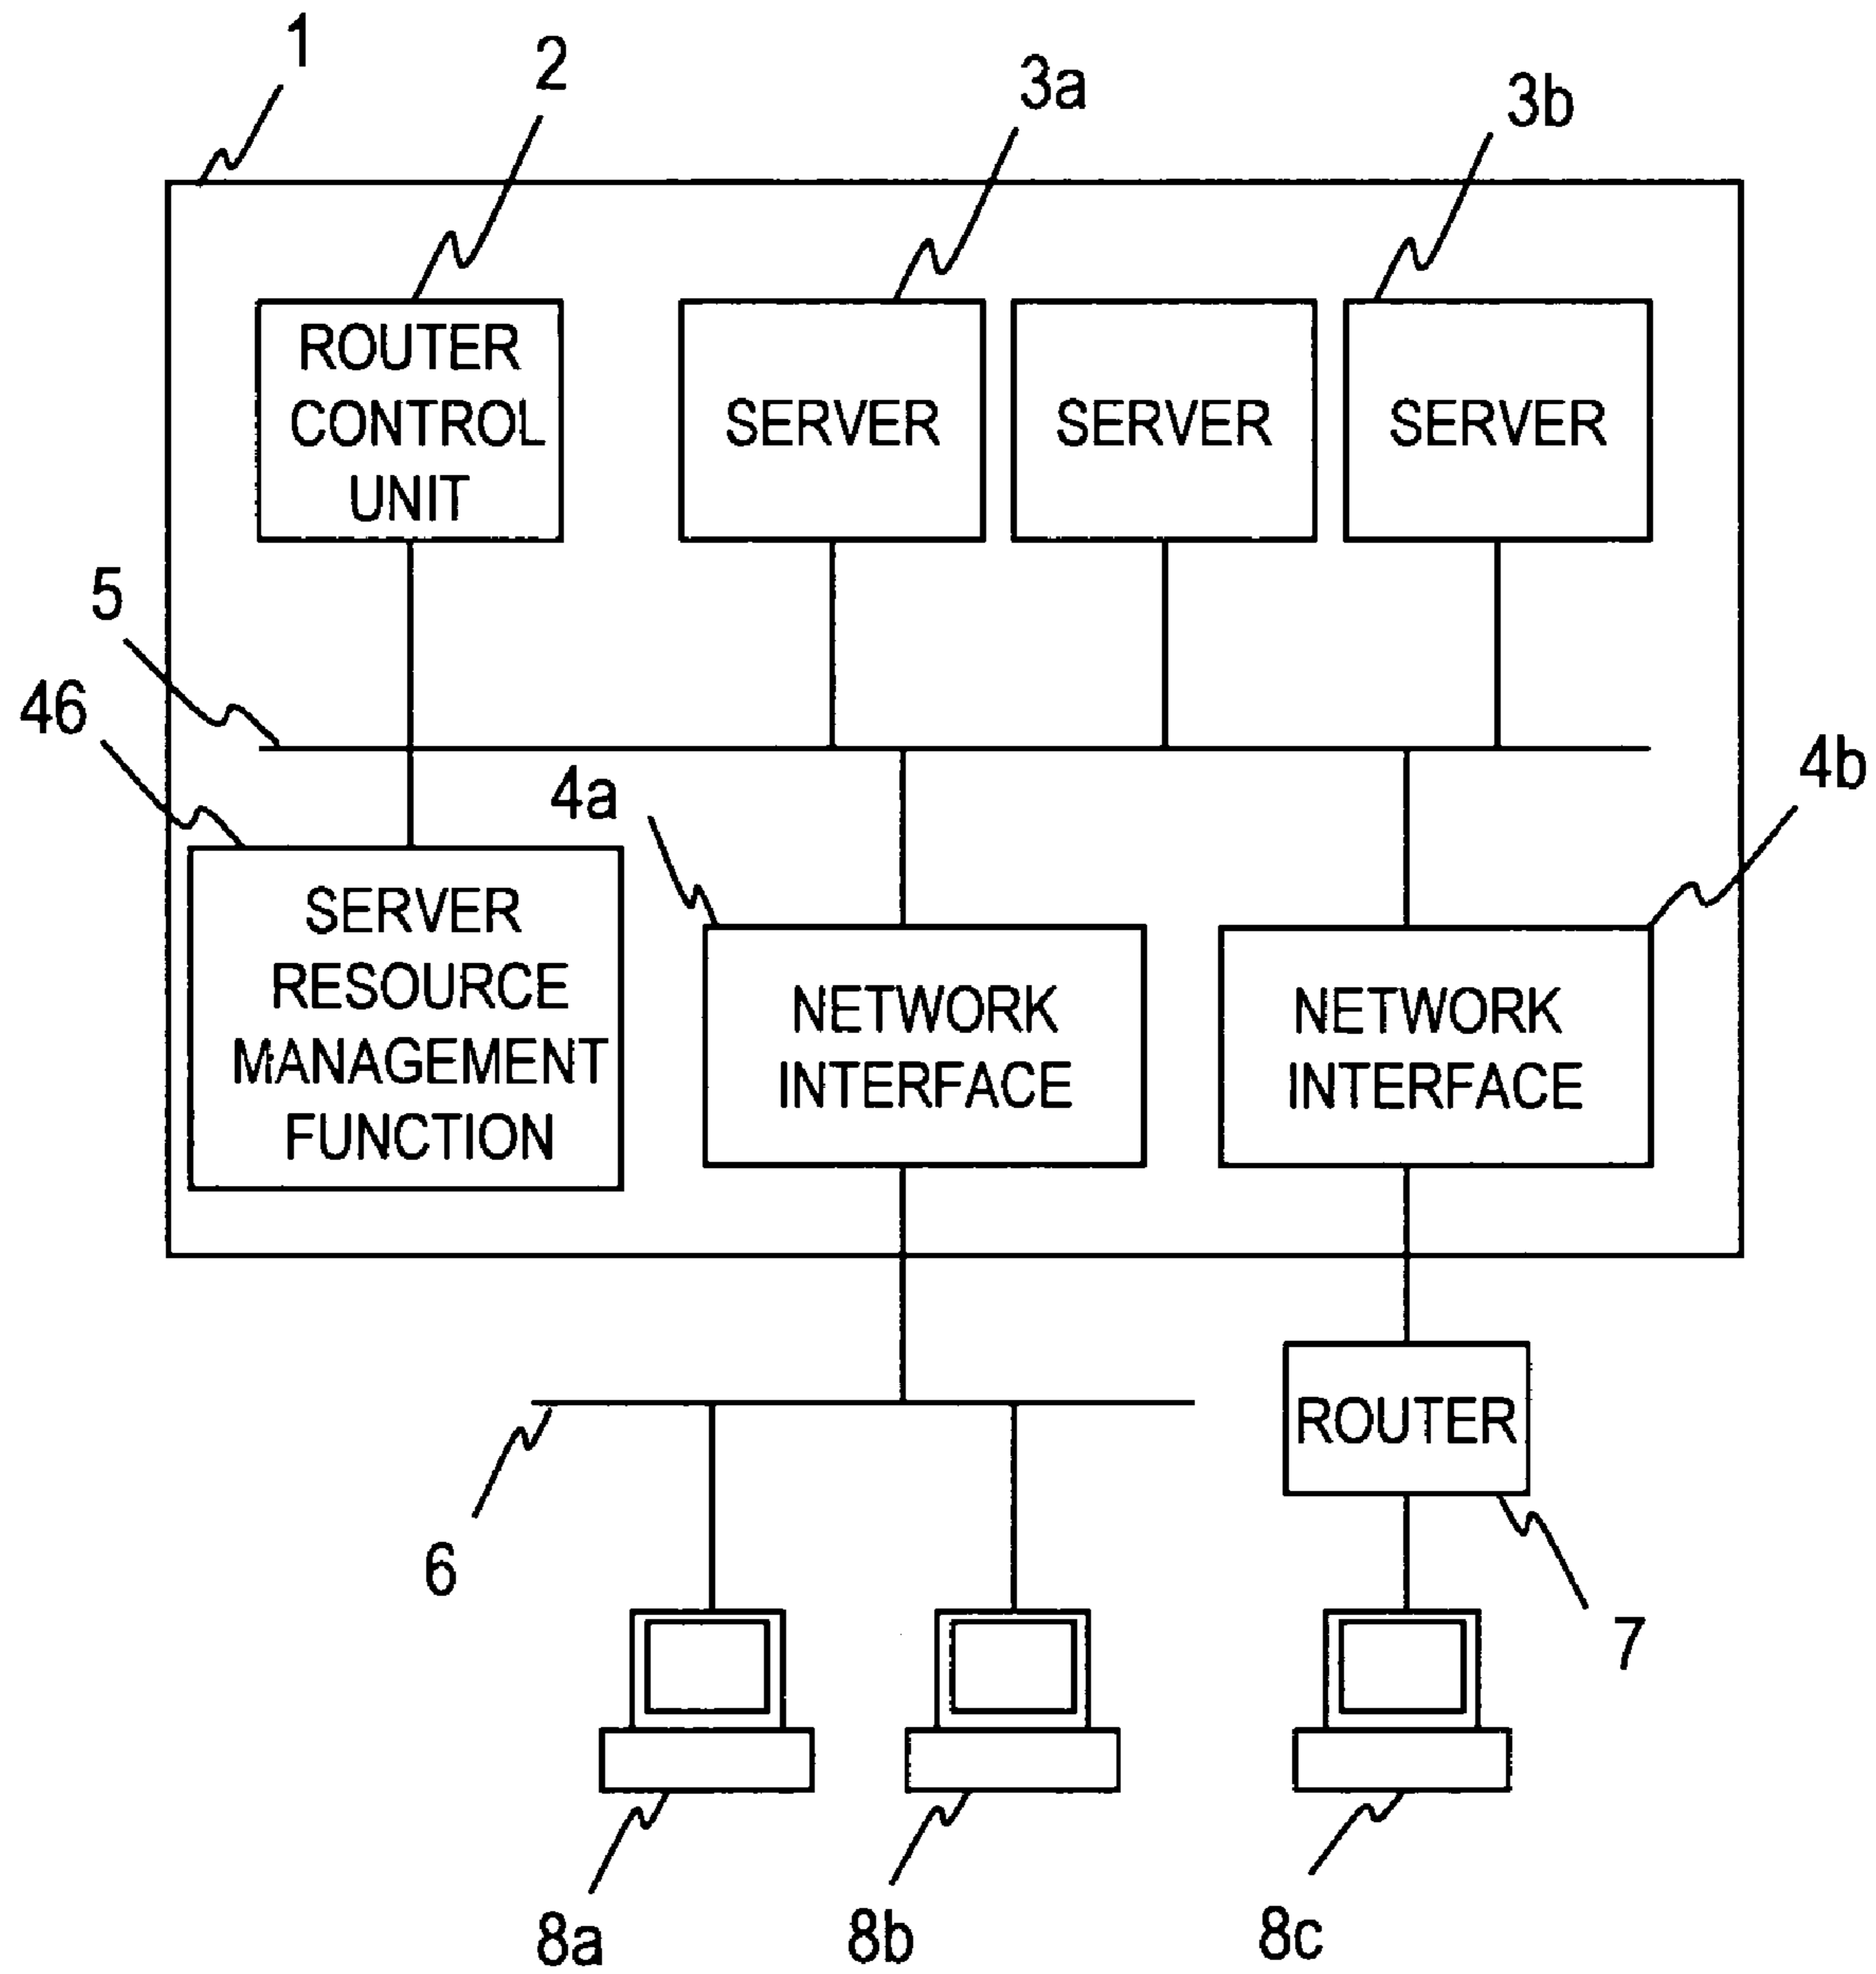 1
2
3a
3b
ROUTER
CONTROL
UNIT
SERVER
SERVER
SERVER
5
46
4a
4b
SERVER
RESOURCE
MANAGEMENT
FUNCTION
NETWORK
INTERFACE
NETWORK
INTERFACE
ROUTER
6
7
8a
8b
8c